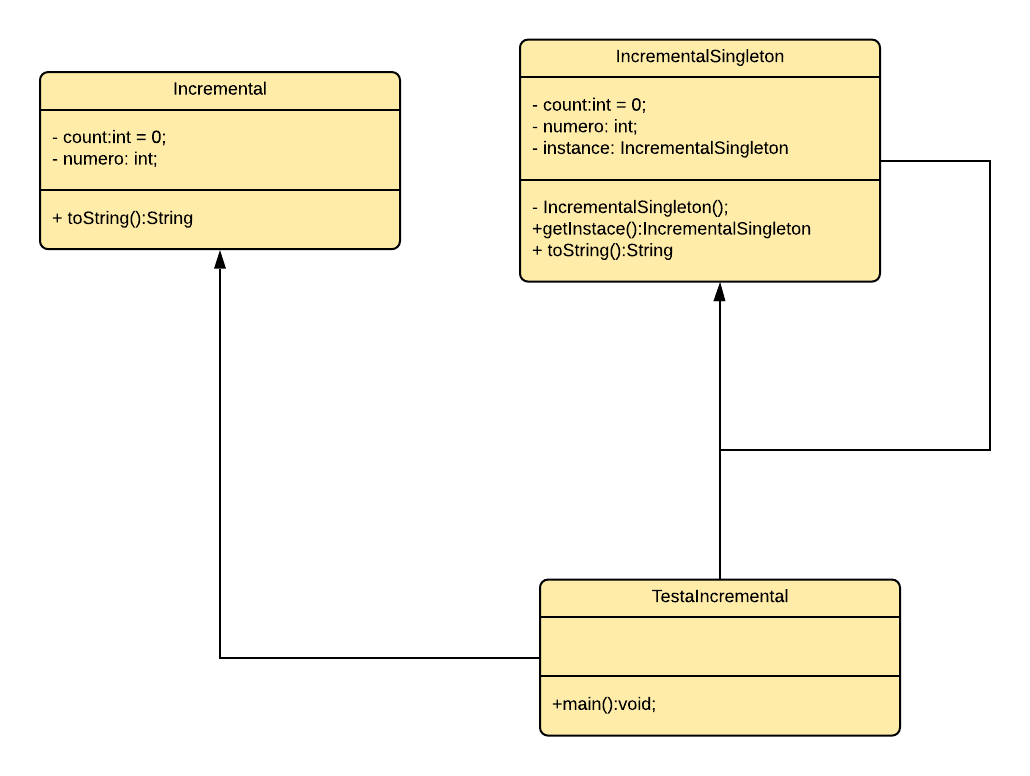 Incremental
- count:int = 0;
- numero: int;
+ toString():String
IncrementalSingleton
- count:int = 0;
- numero: int;
- instance: IncrementalSingleton
- IncrementalSingleton();
+getInstace():IncrementalSingleton
+ toString():String
TestaIncremental
+main():void;